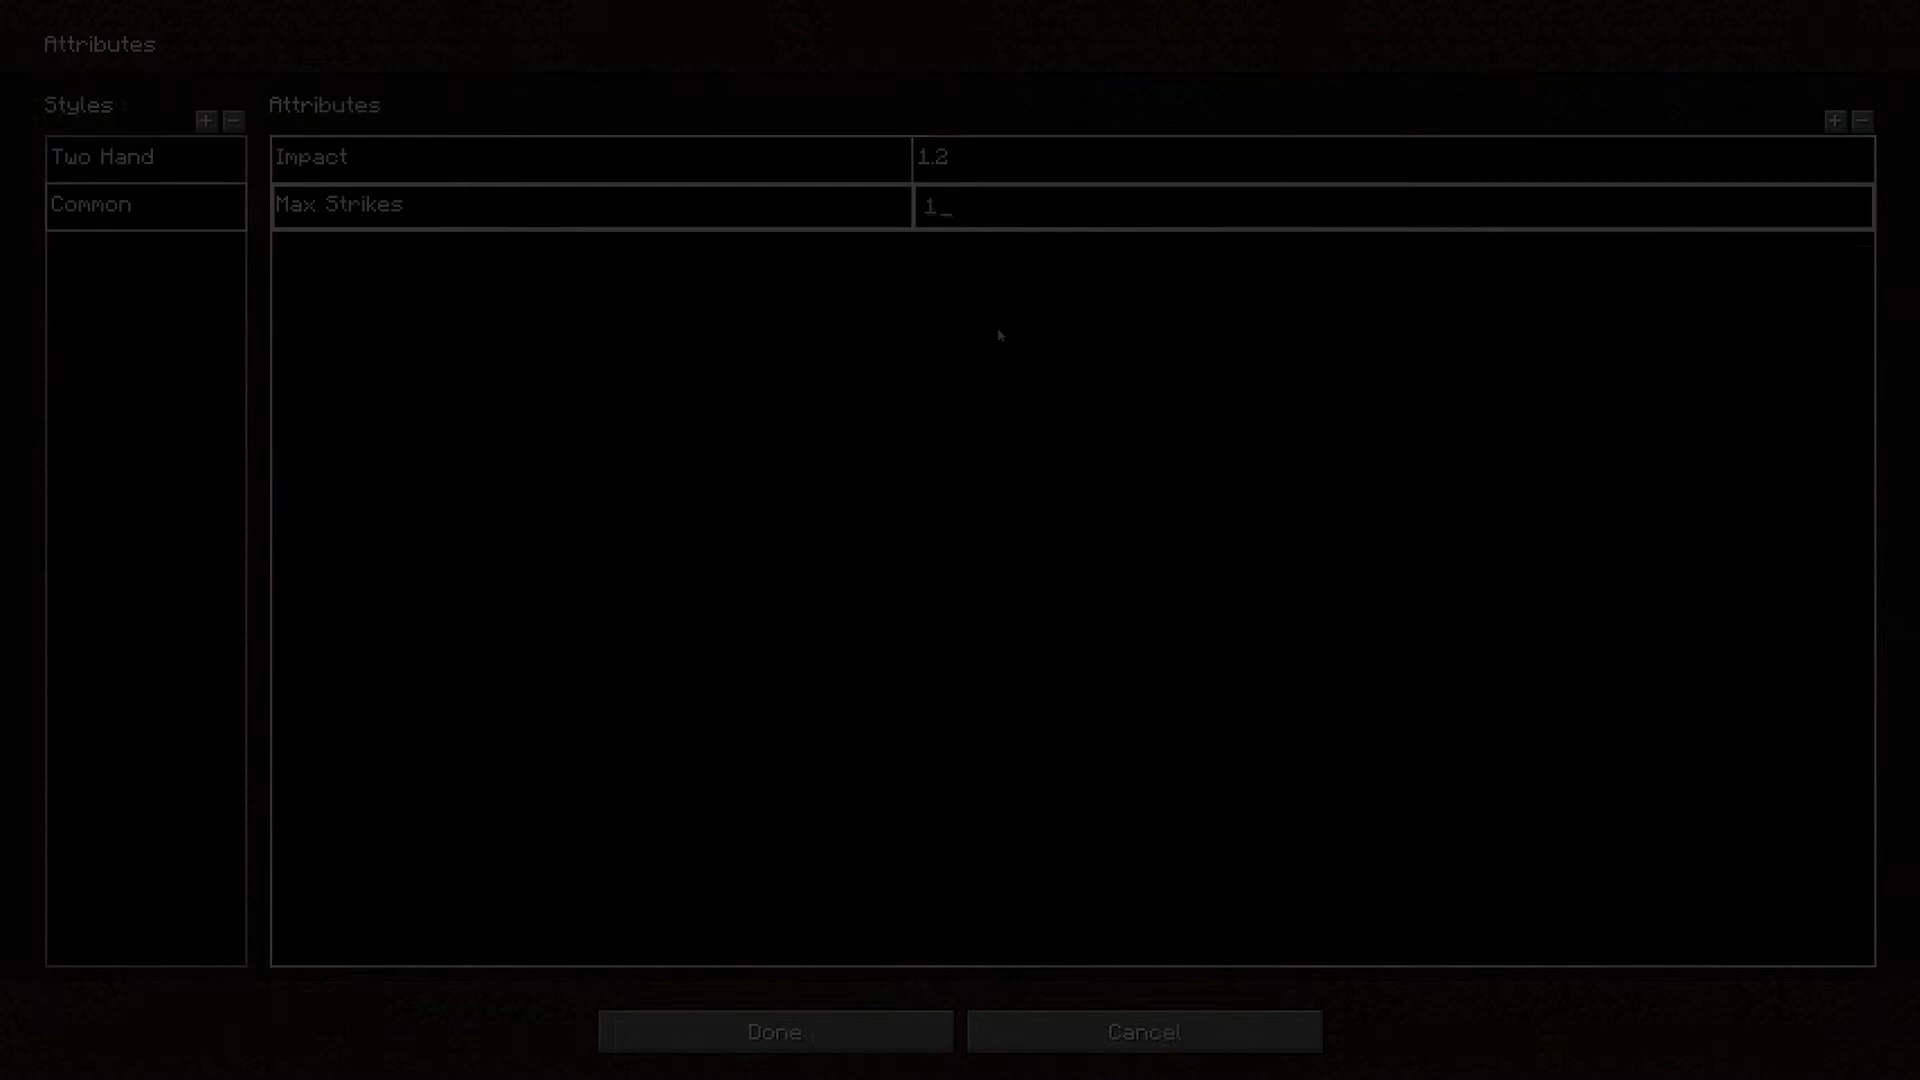 Attributes
Styles
Attributes
+ -
+ -
Two Hand
Impact
1.2
Common
Max Strikes
1_
Done
Cancel